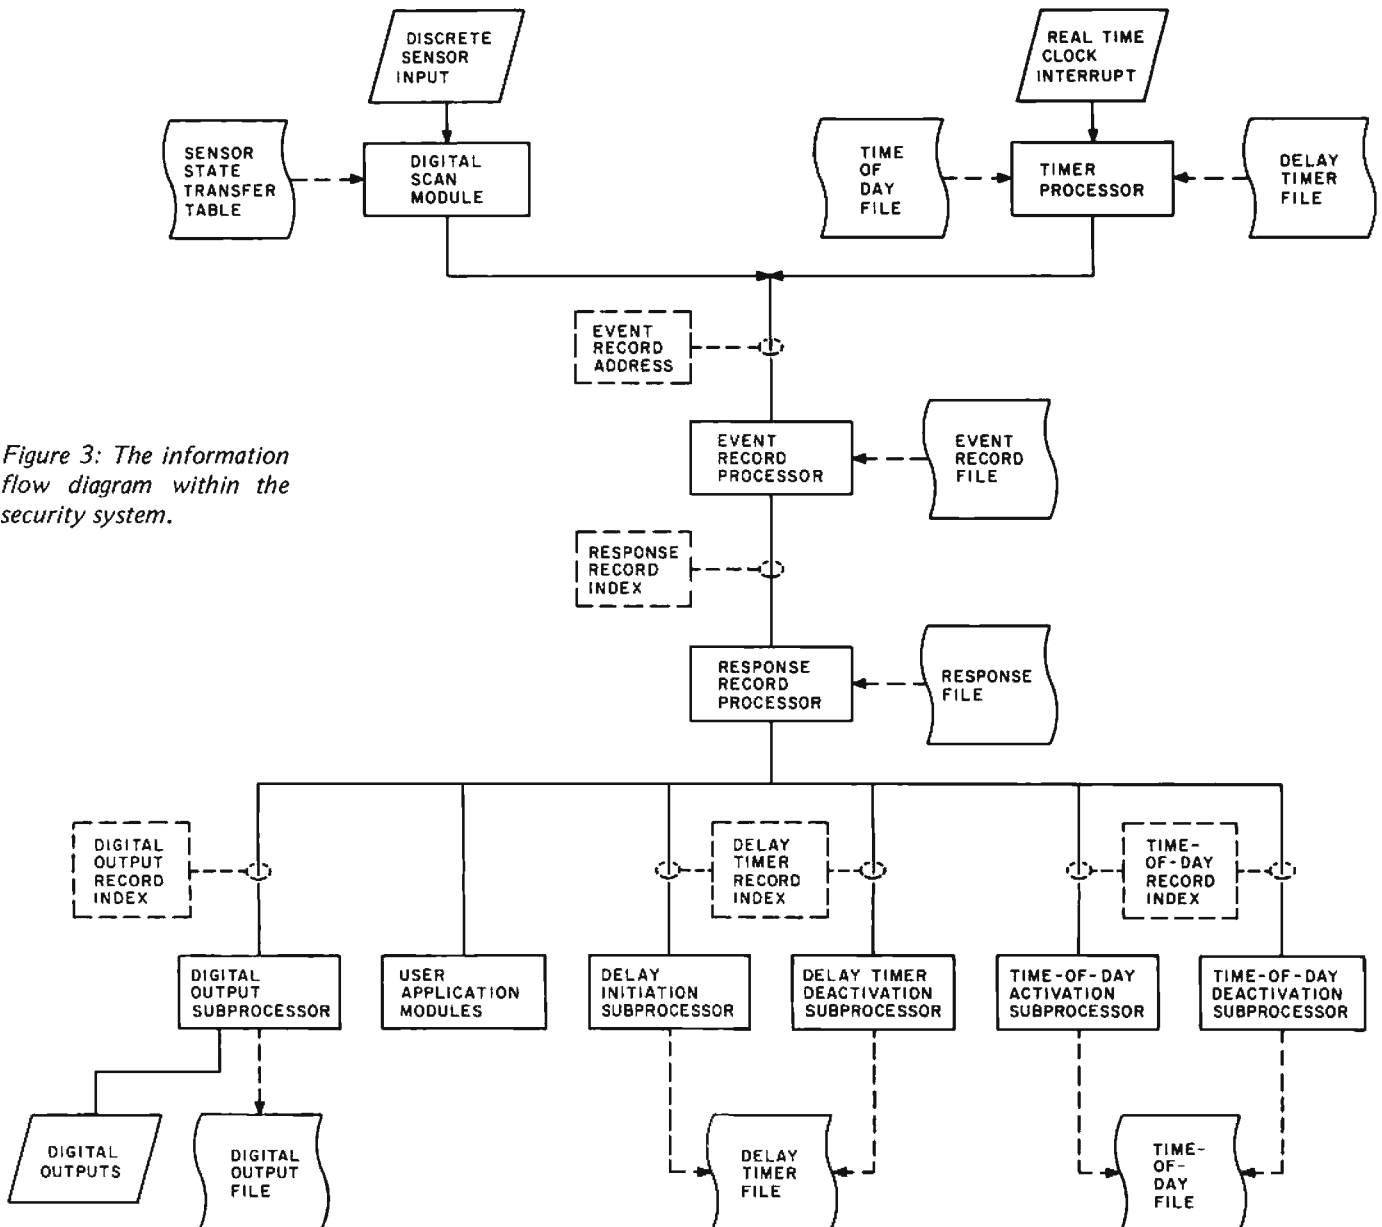 DISCRETE
SENSOR
INPUT
REAL TIME
CLOCK
INTERRUPT
SENSOR
STATE
TRANSFER
TABLE
DIGITAL
SCAN
MODULE
TIME
OF
DAY
FILE
TIMER
PROCESSOR
DELAY
TIMER
FILE
EVENT
RECORD
ADDRESS
EVENT
RECORD
PROCESSOR
EVENT
RECORD
FILE
Figure 3: The information
flow diagram within the
security system.
RESPONSE
RECORD
INDEX
RESPONSE
RECORD
PROCESSOR
RESPONSE
FILE
DIGITAL
OUTPUT
RECORD
INDEX
DELAY
TIMER
RECORD
INDEX
TIME-
OF-DAY
RECORD
INDEX
DIGITAL
OUTPUT
SUBPROCESSOR
USER
APPLICATION
MODULES
DELAY
INITIATION
SUBPROCESSOR
DELAY TIMER
DEACTIVATION
SUBPROCESSOR
TIME-OF-DAY
ACTIVATION
SUBPROCESSOR
TIME-OF-DAY
DEACTIVATION
SUBPROCESSOR
DIGITAL
OUTPUTS
DIGITAL
OUTPUT
FILE
DELAY
TIMER
FILE
TIME-
OF-
DAY
FILE